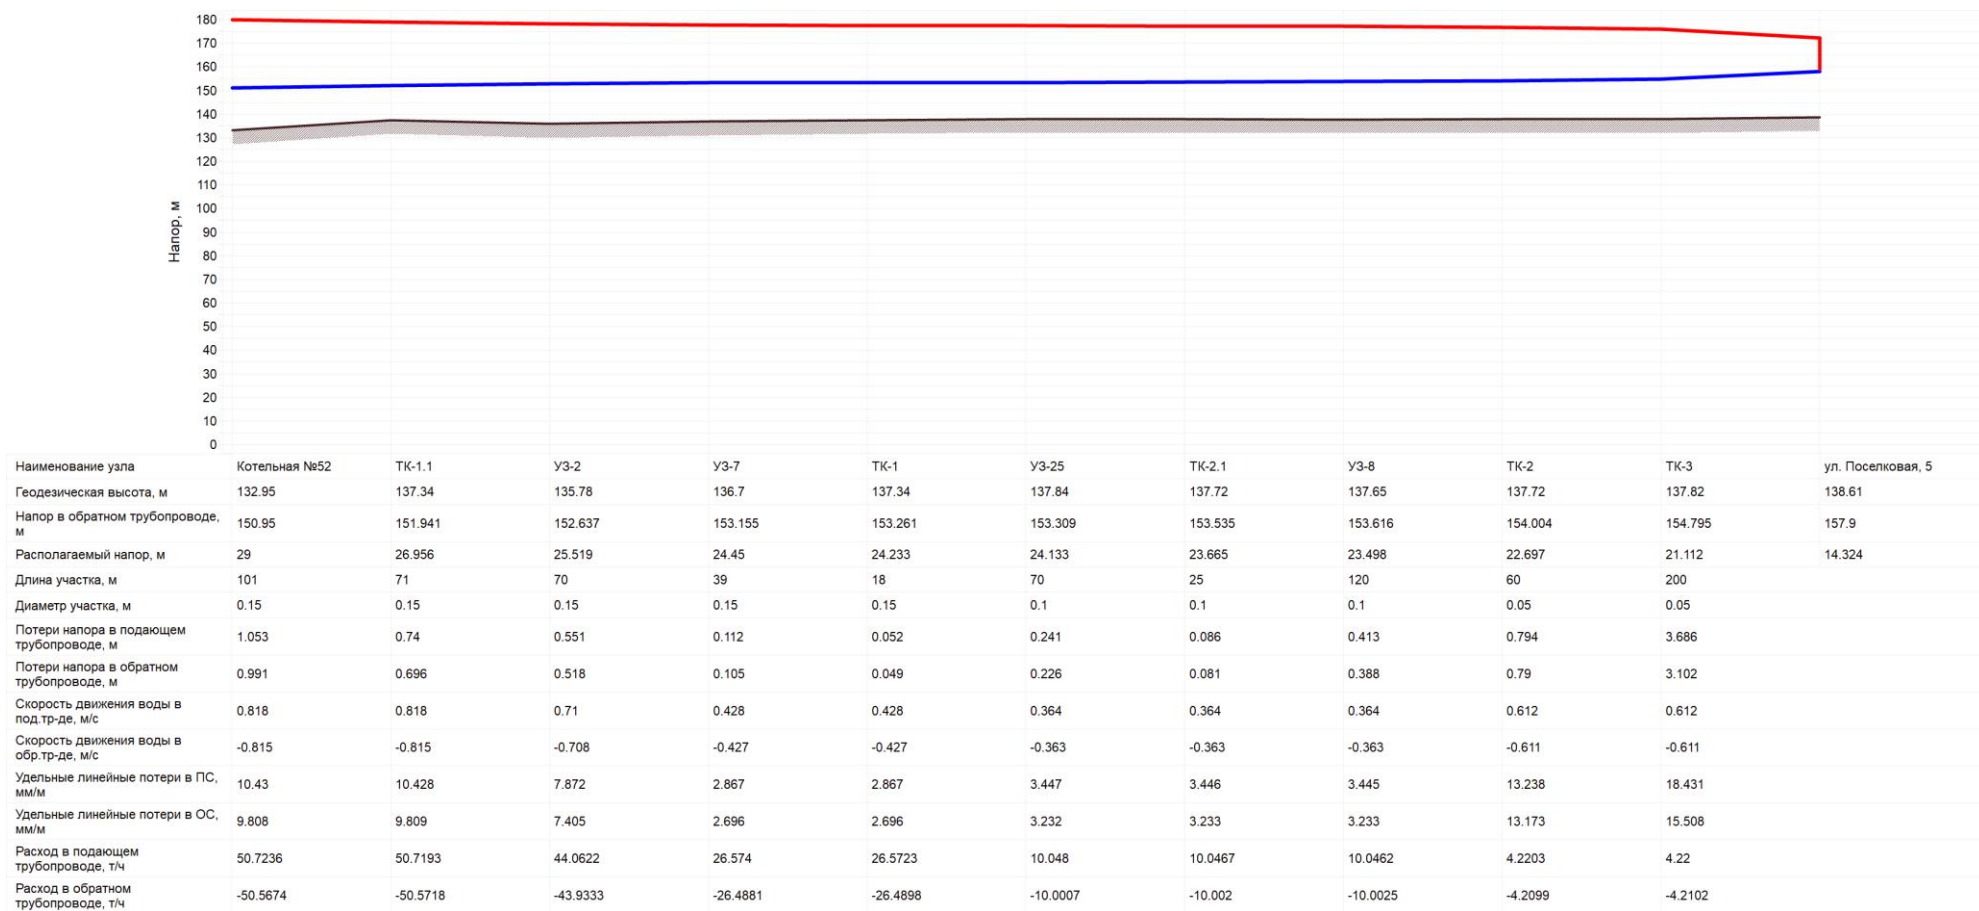 180
170
160
150
140
130
120
110
100
90
80
70
60
50
40
30
20
10
0
Напор, м
Наименование узла Котельная №52 ТК-1.1 УЗ-2 УЗ-7 ТК-1 УЗ-25 ТК-2.1 УЗ-8 ТК-2 ТК-3 ул. Поселковая, 5
Геодезическая высота, м 132.95 137.34 135.78 136.7 137.34 137.84 137.72 137.65 137.72 137.82 138.61
Напор в обратном трубопроводе,
м 150.95 151.941 152.637 153.155 153.261 153.309 153.535 153.616 154.004 154.795 157.9
Располагаемый напор, м 29 26.956 25.519 24.45 24.233 24.133 23.665 23.498 22.697 21.112 14.324
Длина участка, м 101 71 70 39 18 70 25 120 60 200
Диаметр участка, м 0.15 0.15 0.15 0.15 0.15 0.1 0.1 0.1 0.05 0.05
Потери напора в подающем
трубопроводе, м 1.053 0.74 0.551 0.112 0.052 0.241 0.086 0.413 0.794 3.686
Потери напора в обратном
трубопроводе, м 0.991 0.696 0.518 0.105 0.049 0.226 0.081 0.388 0.79 3.102
Скорость движения воды в
под.тр-де, м/с 0.818 0.818 0.71 0.428 0.428 0.364 0.364 0.364 0.612 0.612
Скорость движения воды в
обр.тр-де, м/с -0.815 -0.815 -0.708 -0.427 -0.427 -0.363 -0.363 -0.363 -0.611 -0.611
Удельные линейные потери в ПС,
мм/м 10.43 10.428 7.872 2.867 2.867 3.447 3.446 3.445 13.238 18.431
Удельные линейные потери в ОС,
мм/м 9.808 9.809 7.405 2.696 2.696 3.232 3.233 3.233 13.173 15.508
Расход в подающем
трубопроводе, т/ч 50.7236 50.7193 44.0622 26.574 26.5723 10.048 10.0467 10.0462 4.2203 4.22
Расход в обратном
трубопроводе, т/ч -50.5674 -50.5718 -43.9333 -26.4881 -26.4898 -10.0007 -10.002 -10.0025 -4.2099 -4.2102